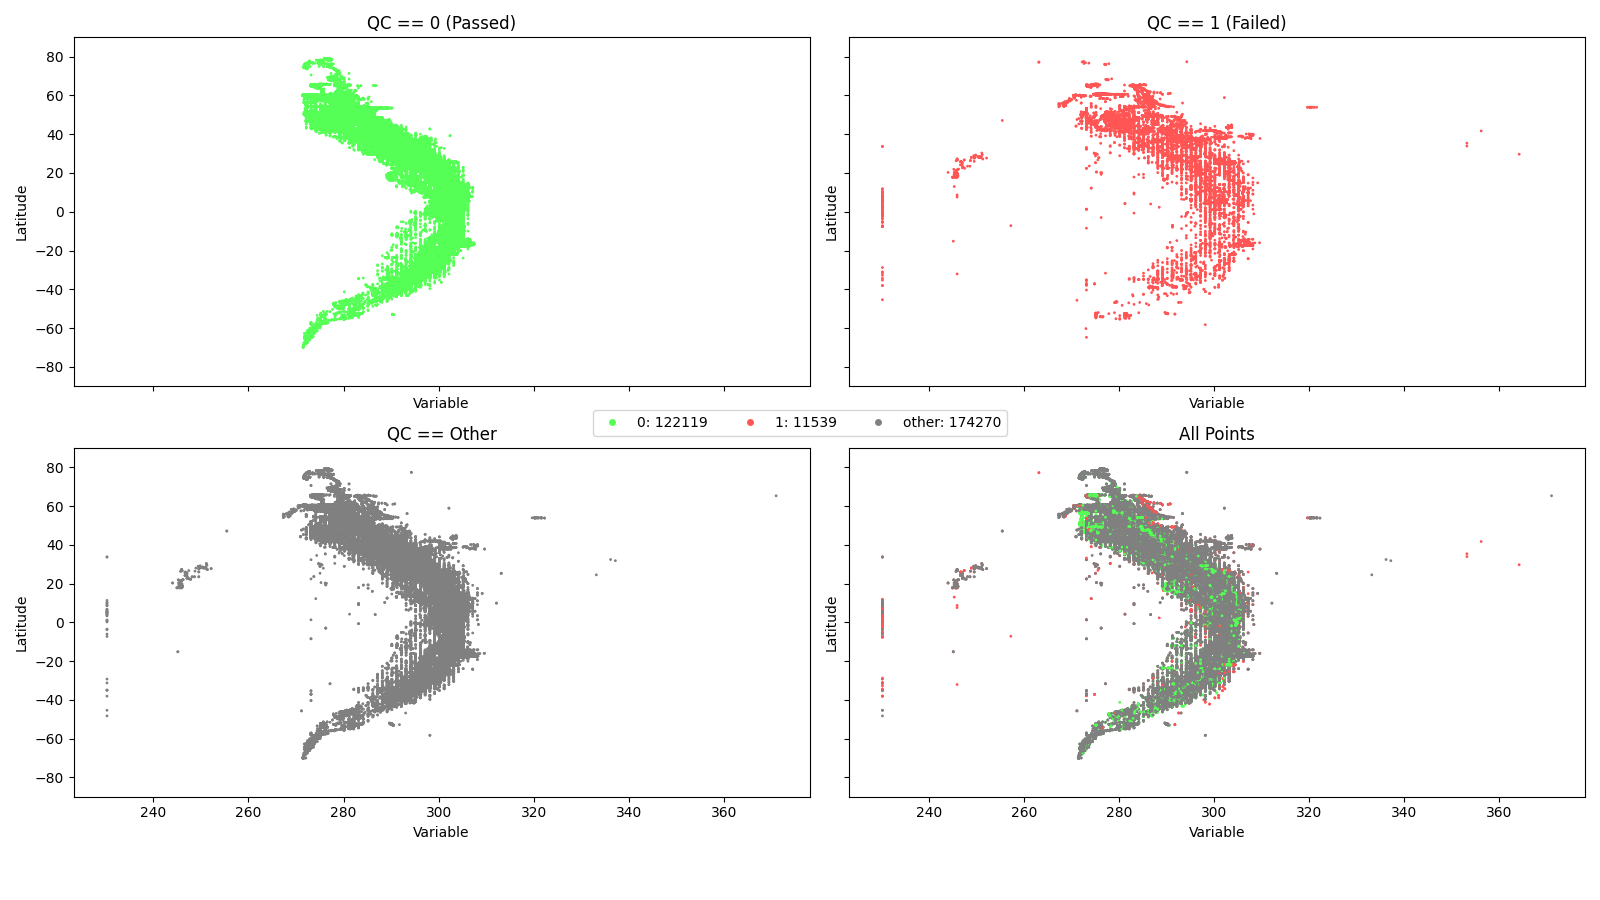 QC == 0 (Passed)
QC == 1 (Failed)
80
60
40
20
0
−20
−40
−60
−80
Latitude
Latitude
Variable
Variable
0: 122119
1: 11539
other: 174270
QC == Other
All Points
80
60
40
20
0
−20
−40
−60
−80
Latitude
Latitude
240
260
280
300
320
340
360
240
260
280
300
320
340
360
Variable
Variable